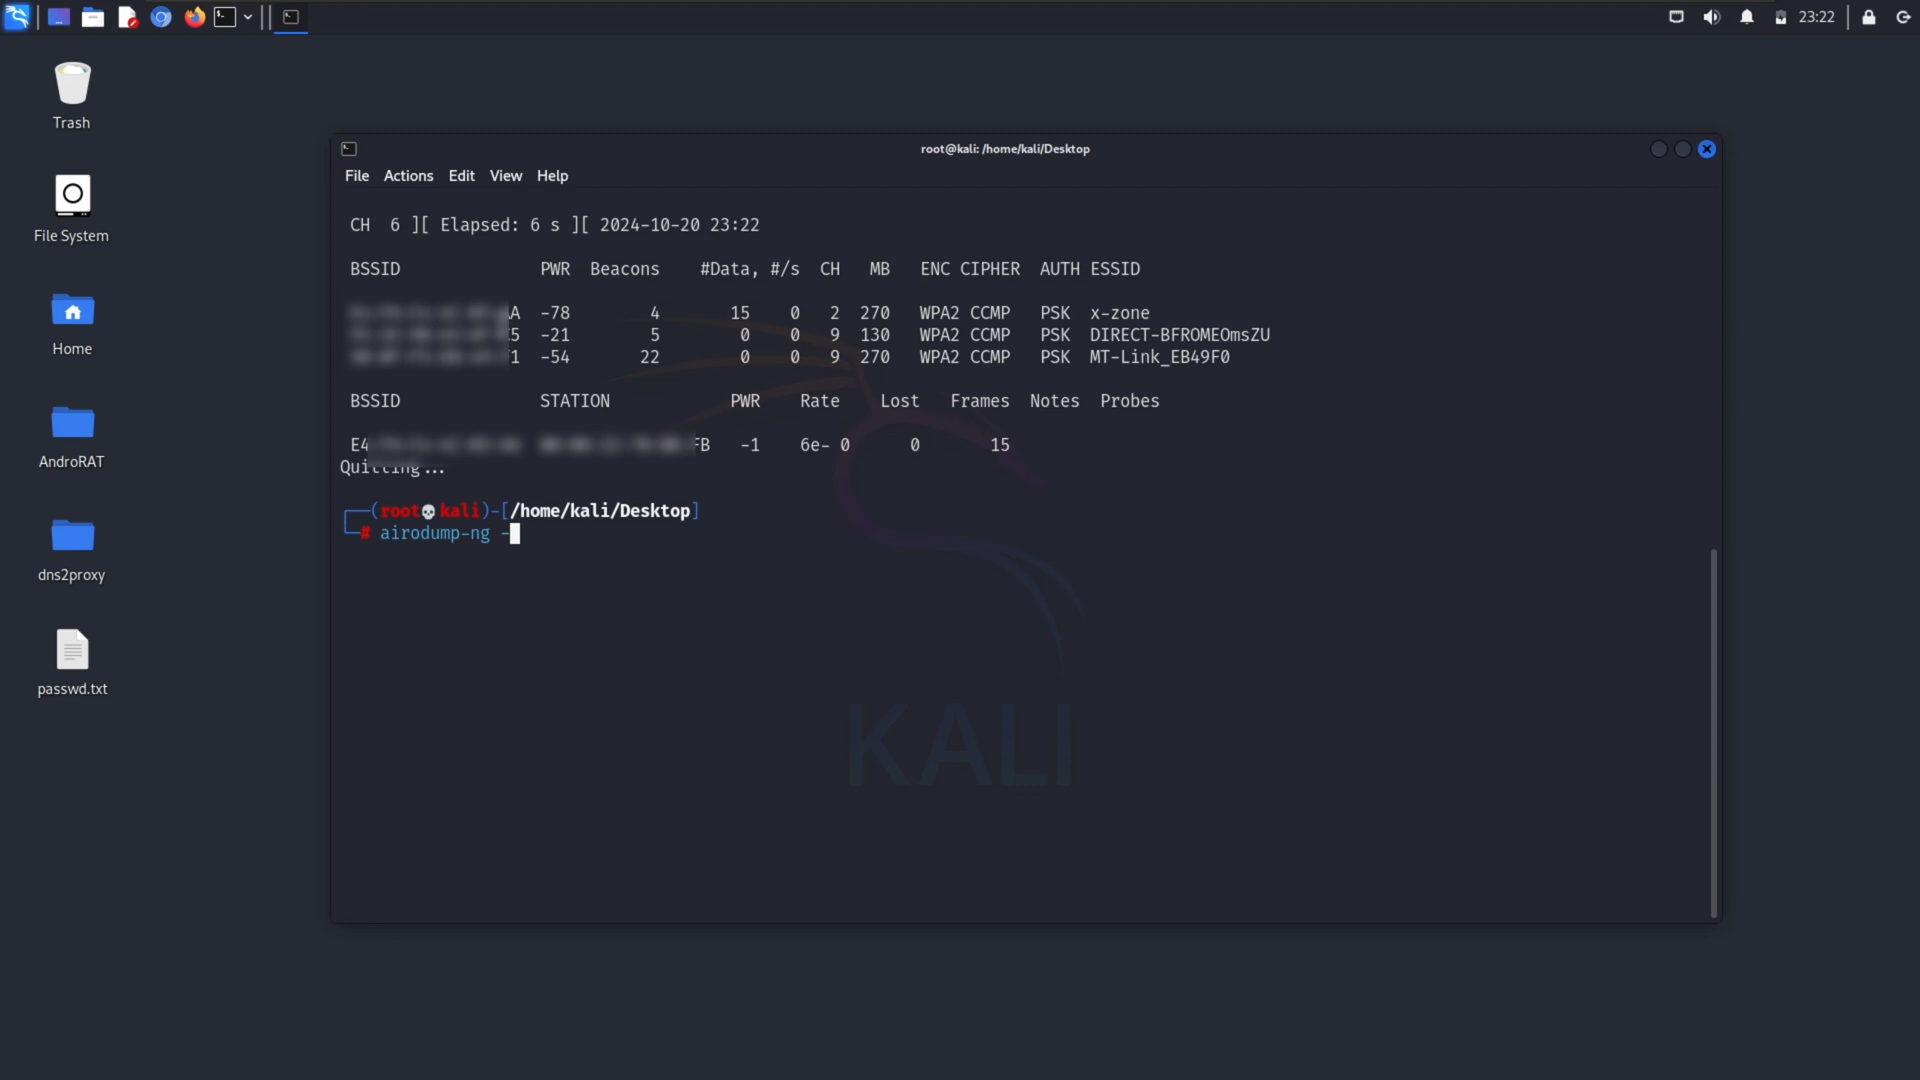 23:22
Trash
File System
Home
AndroRAT
dns2proxy
passwd.txt
root@kali: /home/kali/Desktop
File Actions Edit View Help
CH 6 ][ Elapsed: 6 s ][ 2024-10-20 23:22
BSSID PWR Beacons #Data, #/s CH MB ENC CIPHER AUTH ESSID
-78 4 15 0 2 270 WPA2 CCMP PSK x-zone
-21 5 0 0 9 130 WPA2 CCMP PSK DIRECT-BFROMEOmsZU
-54 22 0 0 9 270 WPA2 CCMP PSK MT-Link_EB49F0
BSSID STATION PWR Rate Lost Frames Notes Probes
E4 FB -1 6e- 0 0 15
Quitting...
(root💀kali)-[/home/kali/Desktop]
# airodump-ng -
KALI